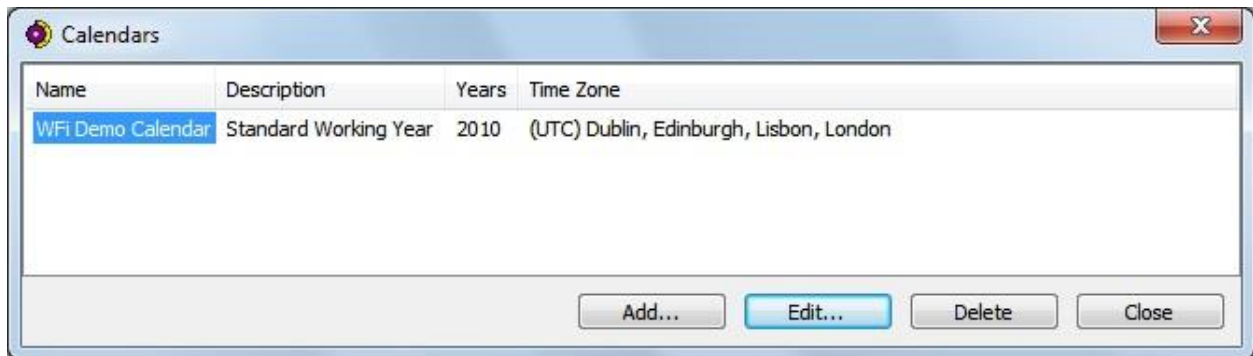 Calendars
Name Description Years Time Zone
WFi Demo Calendar Standard Working Year 2010 (UTC) Dublin, Edinburgh, Lisbon, London
Add... Edit... Delete Close